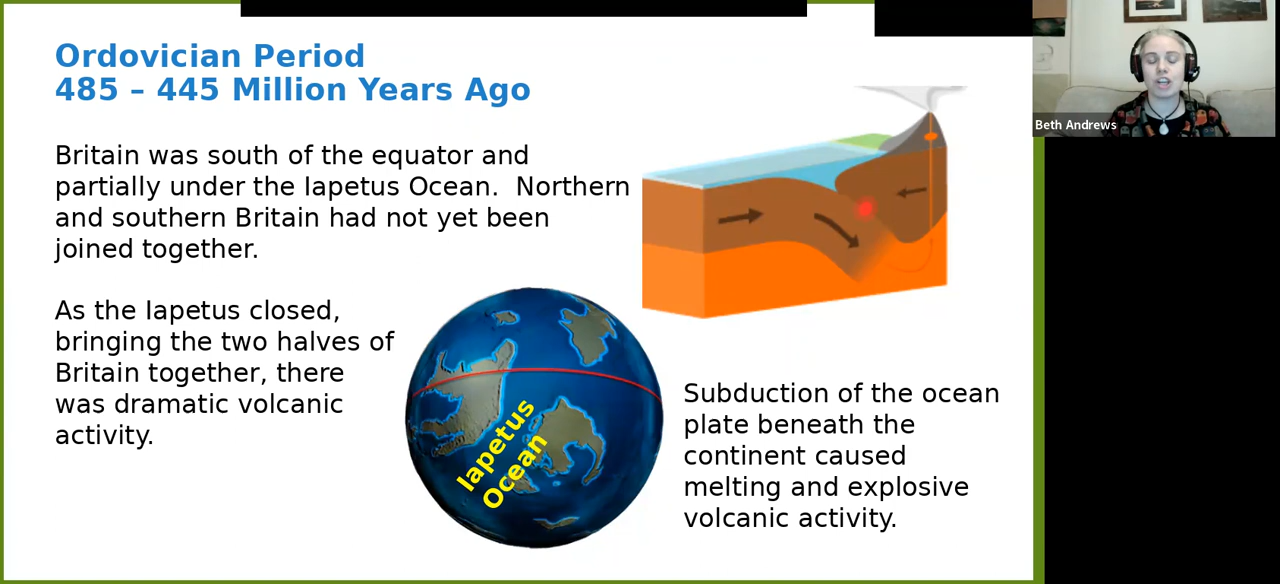 Ordovician Period
485 – 445 Million Years Ago
Britain was south of the equator and
partially under the Iapetus Ocean.  Northern
and southern Britain had not yet been
joined together.
As the Iapetus closed,
bringing the two halves of
Britain together, there
was dramatic volcanic
activity.
Iapetus
Ocean
Subduction of the ocean
plate beneath the
continent caused
melting and explosive
volcanic activity.
Beth Andrews